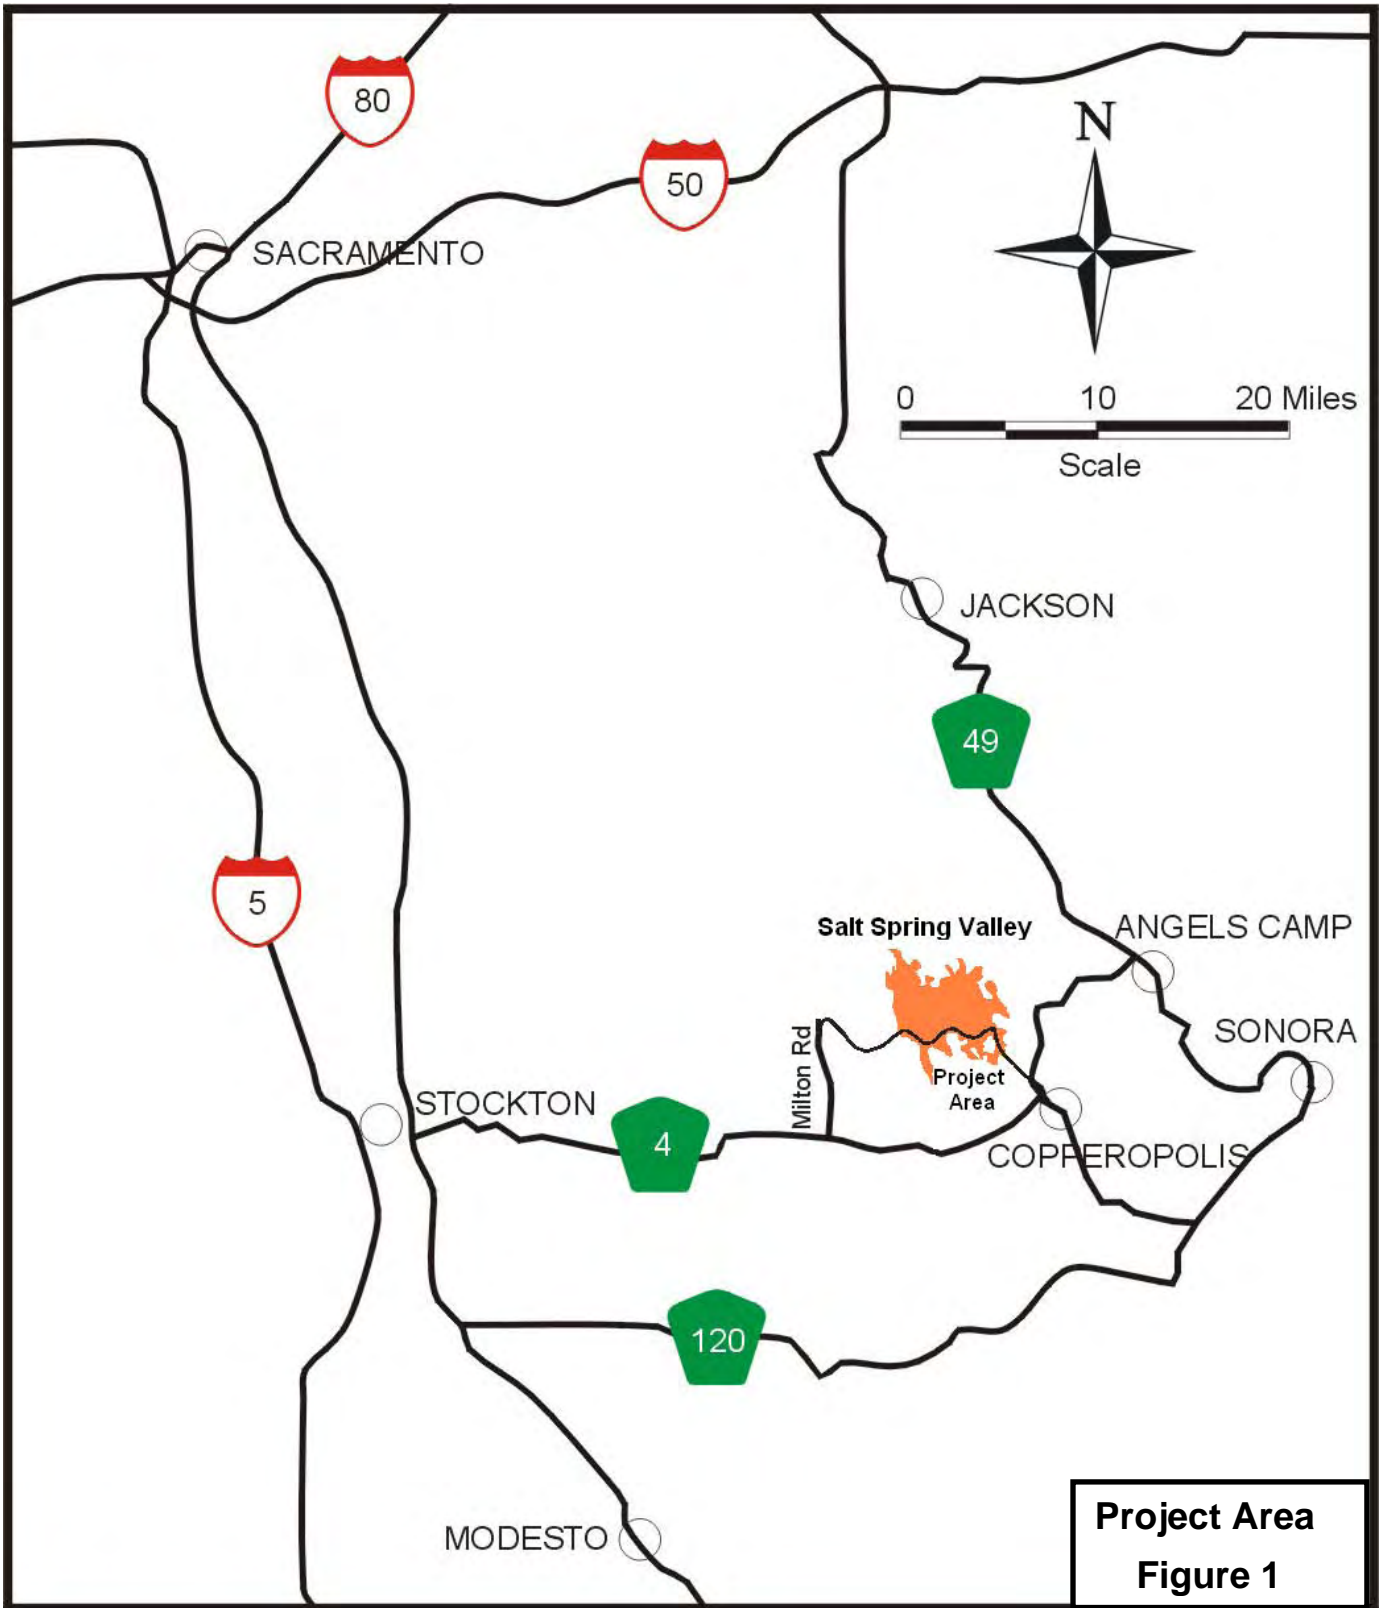 80
50
N
SACRAMENTO
0 10 20 Miles
Scale
JACKSON
49
5
Salt Spring Valley
ANGELS CAMP
SONORA
Milton Rd
Project
Area
STOCKTON
4
COPPEROPOLIS
120
MODESTO
Project Area
Figure 1